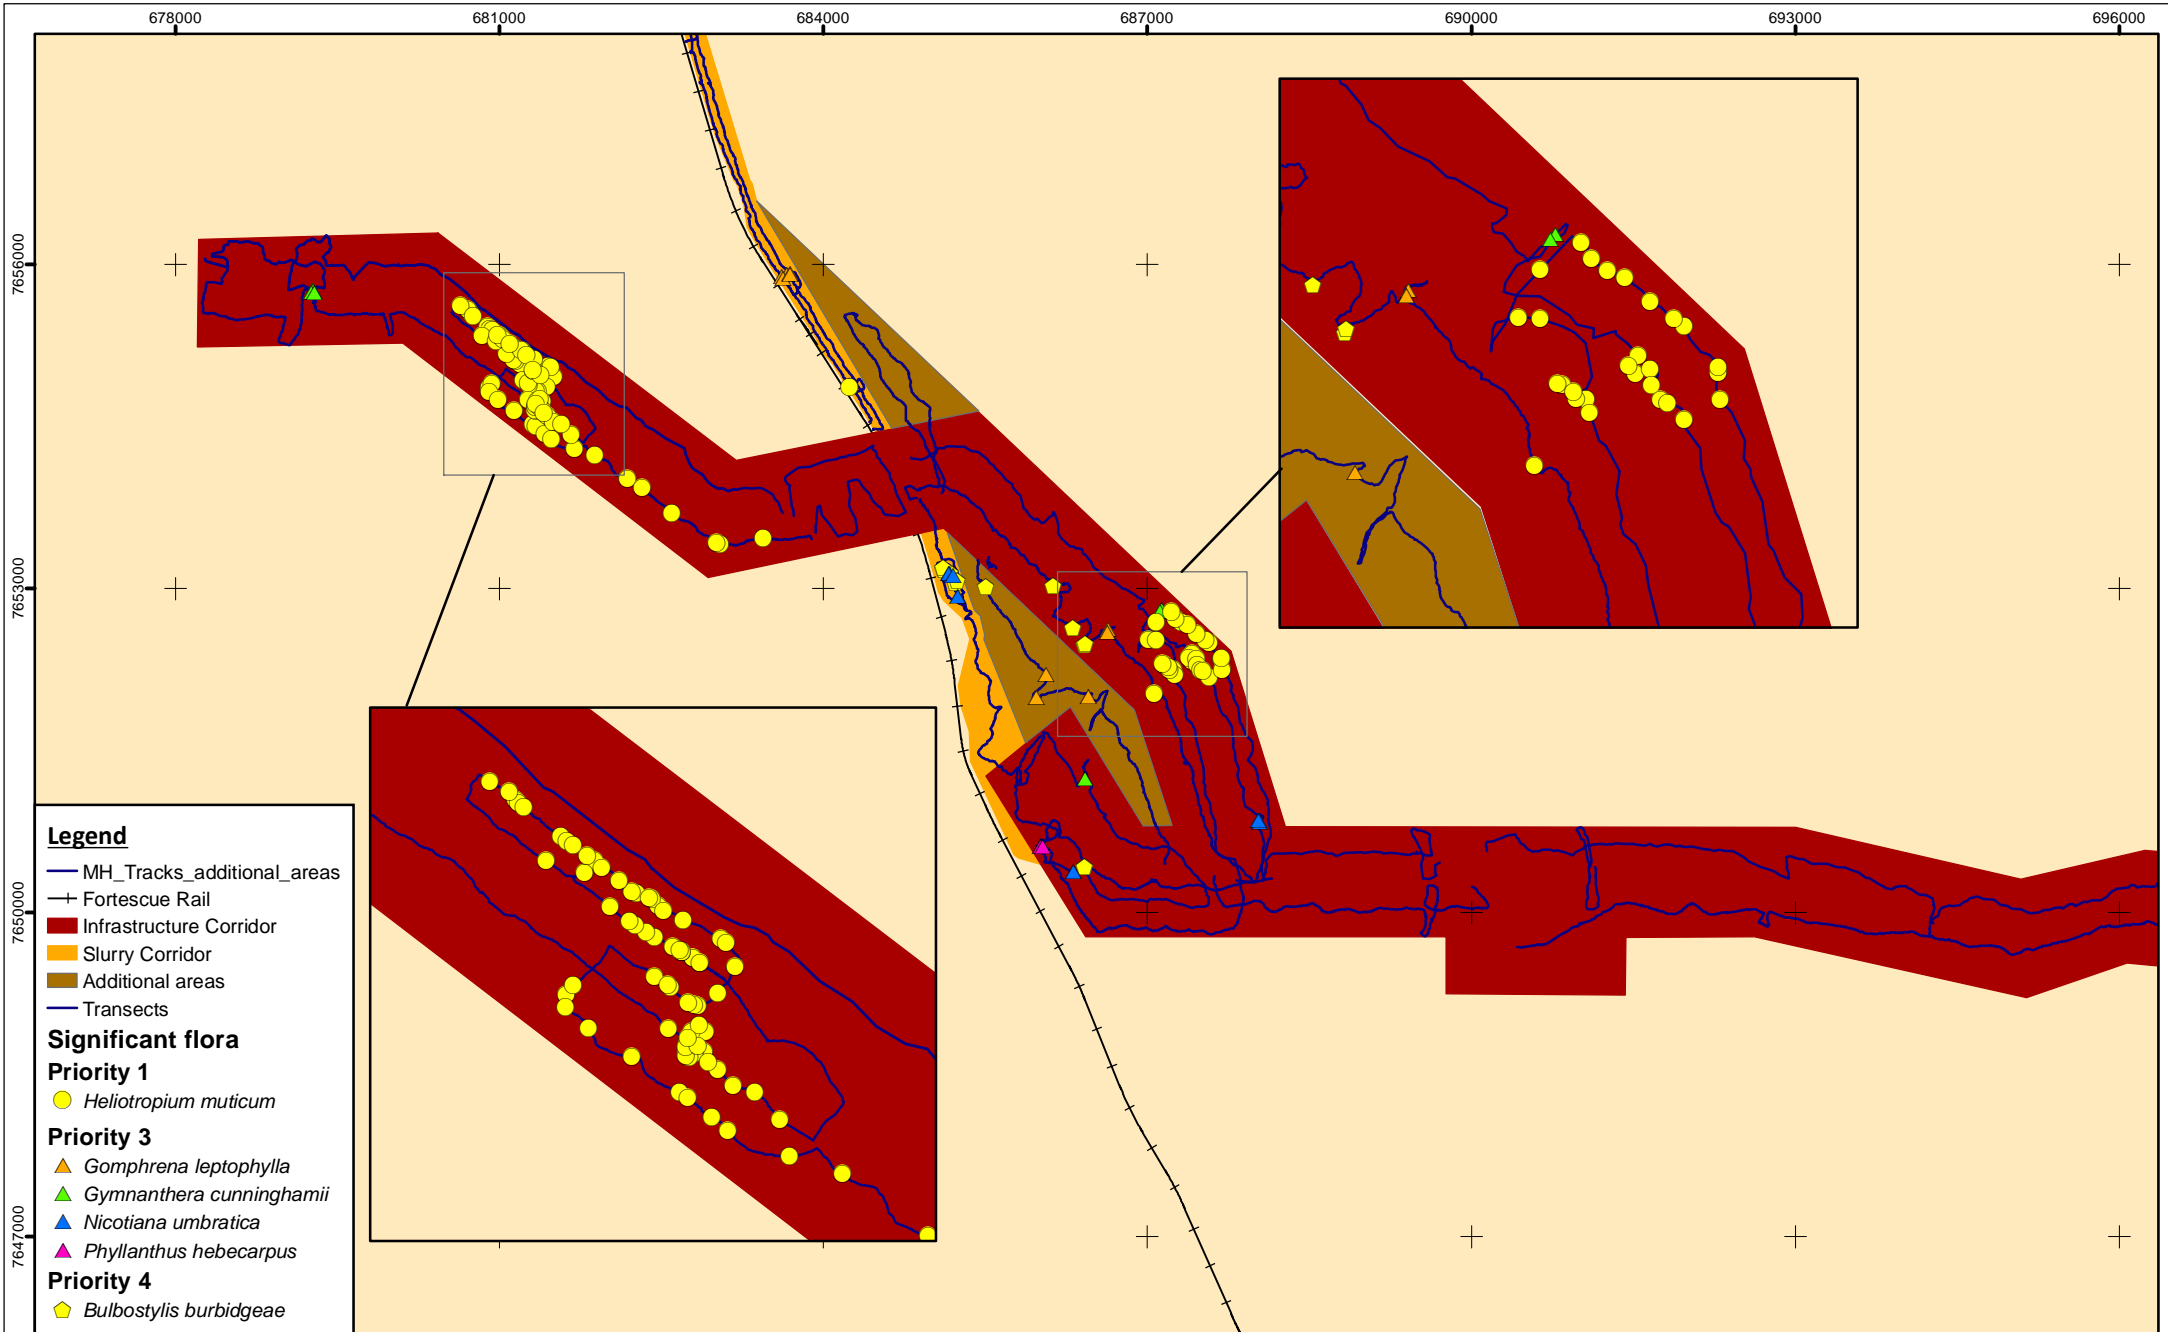 678000 681000 684000 687000 690000 693000 696000
7656000
7653000
7650000
7647000
Legend
MH_Tracks_additional_areas
Fortescue Rail
Infrastructure Corridor
Slurry Corridor
Additional areas
Transects
Significant flora
Priority 1
Heliotropium muticum
Priority 3
Gomphrena leptophylla
Gymnanthera cunninghamii
Nicotiana umbratica
Phyllanthus hebecarpus
Priority 4
Bulbostylis burbidgeae